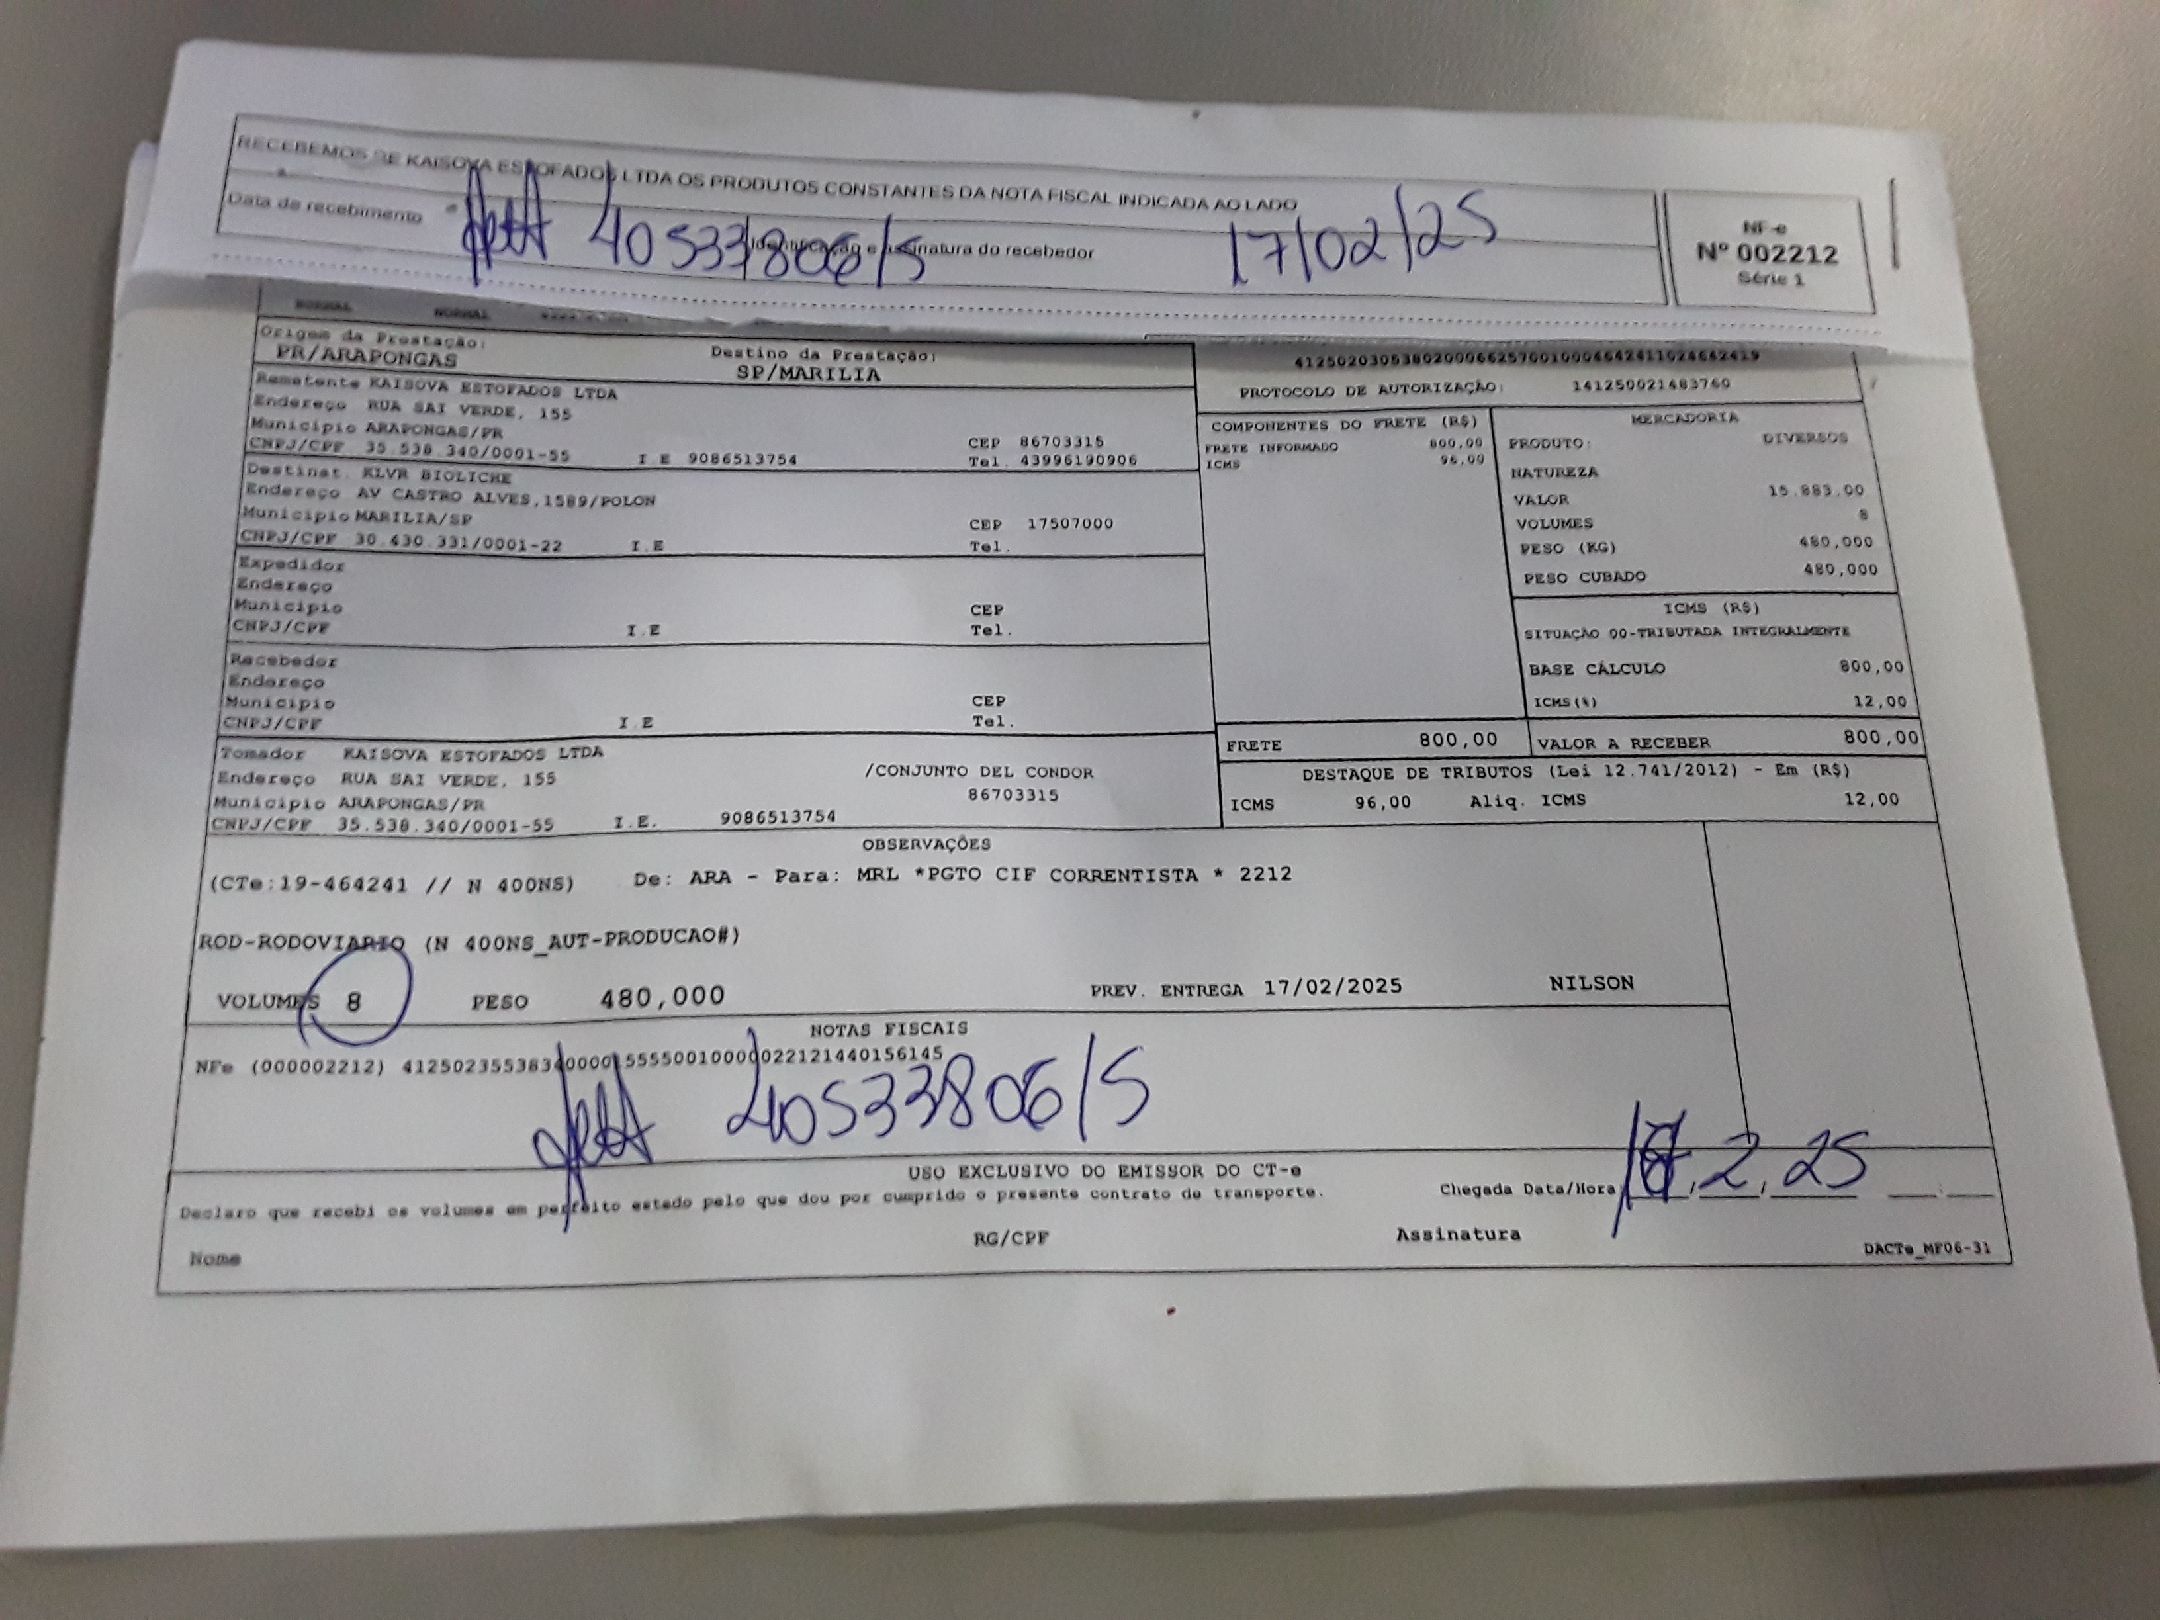 RECEBEMOS DE KAISOVA ESTOFADOS LTDA OS PRODUTOS CONSTANTES DA NOTA FISCAL INDICADA AO LADO
Data de recebimento
Identificação e assinatura do recebedor
40533806/5
17/02/25
NF-e
Nº 002212
Série 1
NORMAL NORMAL
Origem da Prestação:
PR/ARAPONGAS
Destino da Prestação:
SP/MARILIA
PROTOCOLO DE AUTORIZAÇÃO: 141250021483760
Remetente KAISOVA ESTOFADOS LTDA
Endereço RUA SAI VERDE, 155
Município ARAPONGAS/PR CEP 86703315
CNPJ/CPF 35.538.340/0001-55 I.E 9086513754 Tel. 43996190906
Destinat. KLVR BIOLICHE
Endereço AV CASTRO ALVES,1589/POLON
Município MARILIA/SP CEP 17507000
CNPJ/CPF 30.430.331/0001-22 I.E Tel.
Expedidor
Endereço
Município CEP
CNPJ/CPF I.E Tel.
Recebedor
Endereço
Município CEP
CNPJ/CPF I.E Tel.
Tomador KAISOVA ESTOFADOS LTDA
Endereço RUA SAI VERDE, 155 /CONJUNTO DEL CONDOR
Município ARAPONGAS/PR 86703315
CNPJ/CPF 35.538.340/0001-55 I.E. 9086513754
COMPONENTES DO FRETE (R$)
FRETE INFORMADO 800,00
ICMS 96,00
MERCADORIA
PRODUTO: DIVERSOS
NATUREZA
VALOR 15.883,00
VOLUMES 8
PESO (KG) 480,000
PESO CUBADO 480,000
ICMS (R$)
SITUAÇÃO 00-TRIBUTADA INTEGRALMENTE
BASE CÁLCULO 800,00
ICMS(%) 12,00
FRETE 800,00 VALOR A RECEBER 800,00
DESTAQUE DE TRIBUTOS (Lei 12.741/2012) - Em (R$)
ICMS 96,00 Aliq. ICMS 12,00
OBSERVAÇÕES
(CTe:19-464241 // N 400NS) De: ARA - Para: MRL *PGTO CIF CORRENTISTA * 2212
ROD-RODOVIARIO (N 400NS_AUT-PRODUCAO#)
VOLUMES 8 PESO 480,000 PREV. ENTREGA 17/02/2025 NILSON
NOTAS FISCAIS
NFe (000002212)
40533806/5
USO EXCLUSIVO DO EMISSOR DO CT-e
Declaro que recebi os volumes em perfeito estado pelo que dou por cumprido o presente contrato de transporte.
Chegada Data/Hora 2 25
Nome RG/CPF Assinatura
DACTe_MF06-31